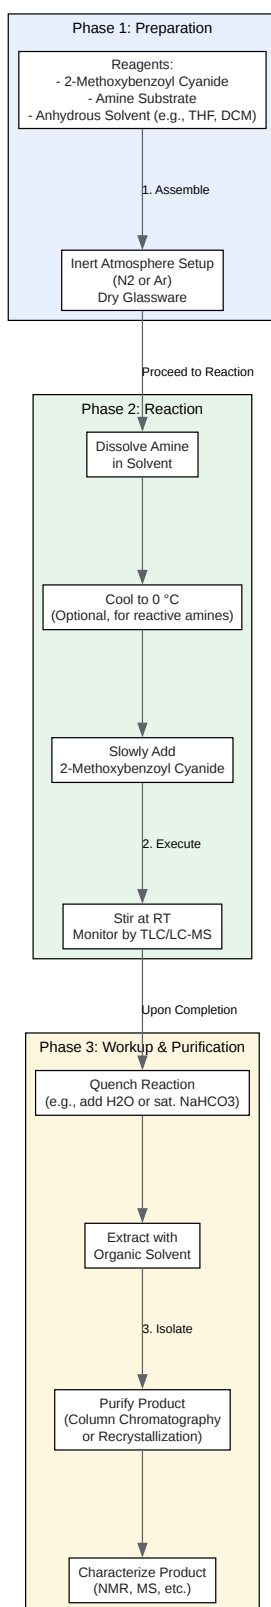 Phase 1: Preparation
Reagents:
- 2-Methoxybenzoyl Cyanide
- Amine Substrate
- Anhydrous Solvent (e.g., THF, DCM)
1. Assemble
Inert Atmosphere Setup
(N2 or Ar)
Dry Glassware
Proceed to Reaction
Phase 2: Reaction
Dissolve Amine
in Solvent
Cool to 0 °C
(Optional, for reactive amines)
Slowly Add
2-Methoxybenzoyl Cyanide
2. Execute
Stir at RT
Monitor by TLC/LC-MS
Upon Completion
Phase 3: Workup & Purification
Quench Reaction
(e.g., add H2O or sat. NaHCO3)
Extract with
Organic Solvent
3. Isolate
Purify Product
(Column Chromatography
or Recrystallization)
Characterize Product
(NMR, MS, etc.)